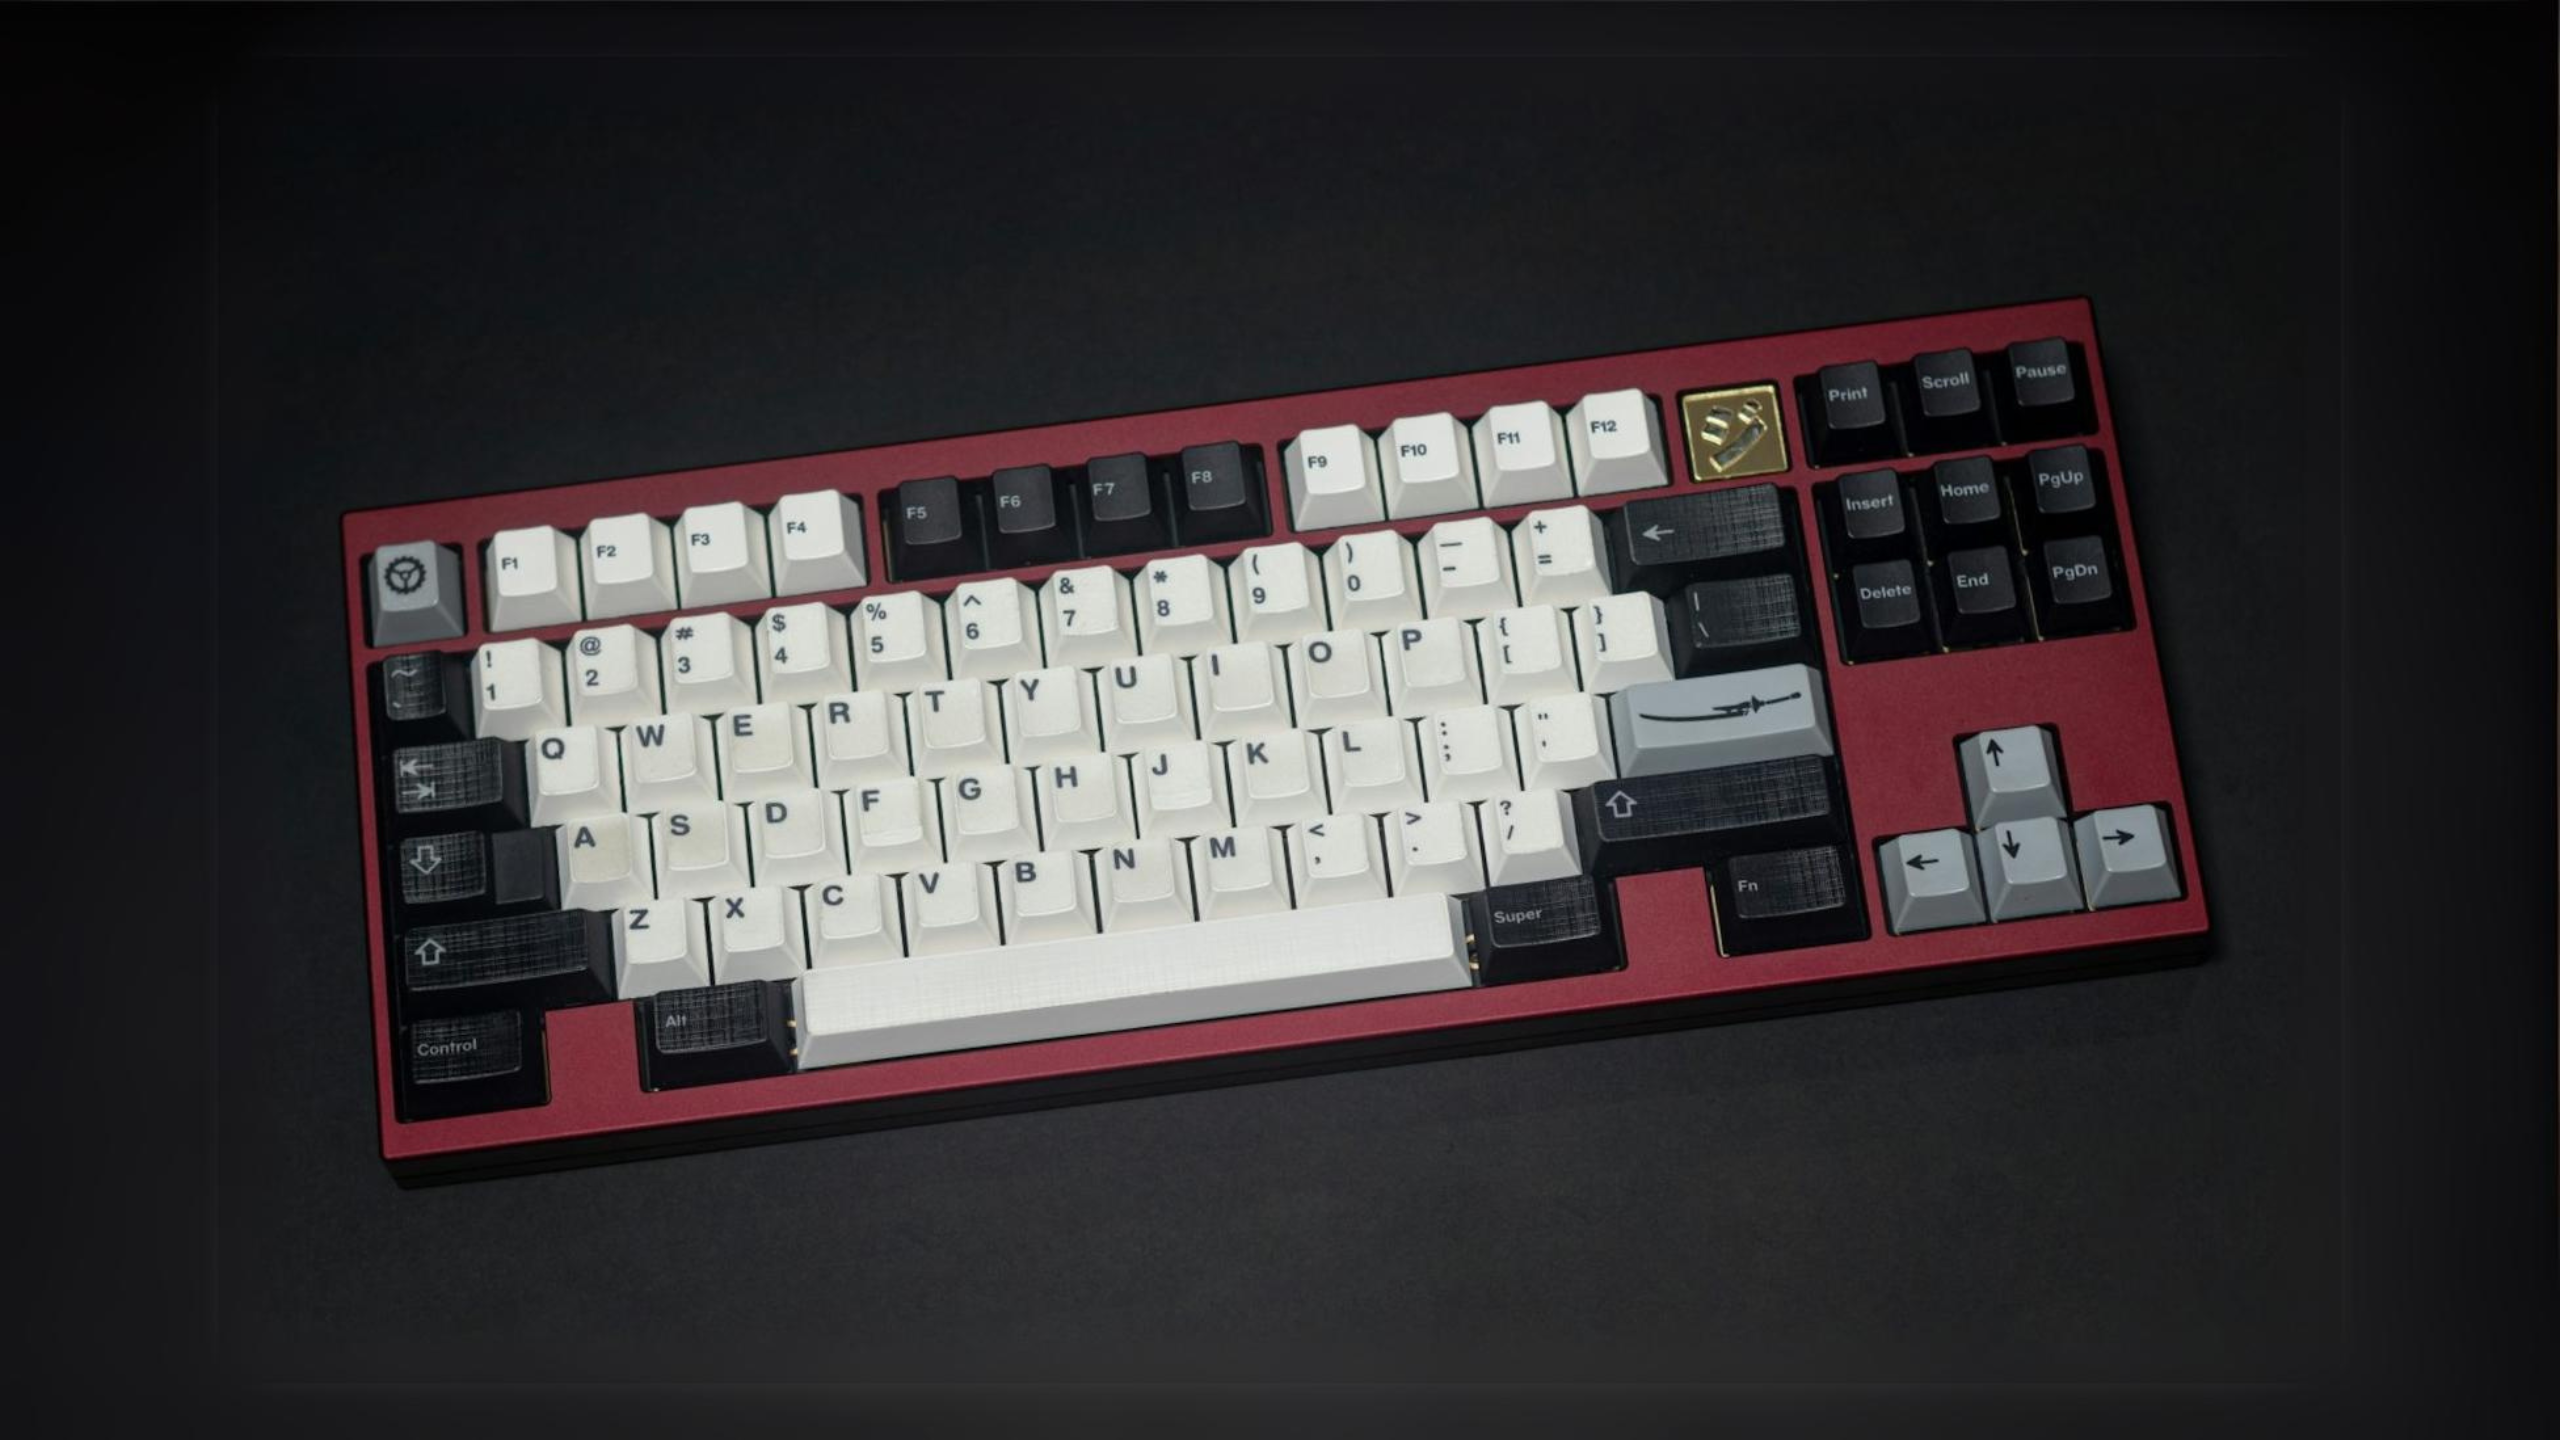 F1 F2 F3 F4 F5 F6 F7 F8 F9 F10 F11 F12 Print Scroll Pause
~ ! 1 @ 2 # 3 $ 4 % 5 ^ 6 & 7 * 8 ( 9 ) 0 — - + = ← Insert Home PgUp
Q W E R T Y U I O P { [ } ] | \ Delete End PgDn
A S D F G H J K L : ; " '
Z X C V B N M < , > . ? / ↑
Control Alt Super Fn ← ↓ →